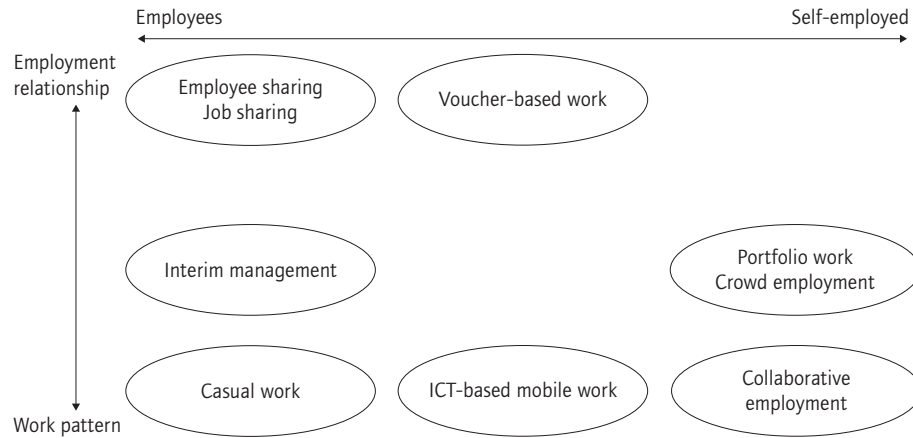 Employees
Self-employed
Employment
relationship
Employee sharing
Job sharing
Voucher-based work
Interim management
Portfolio work
Crowd employment
Casual work
ICT-based mobile work
Collaborative
employment
Work pattern